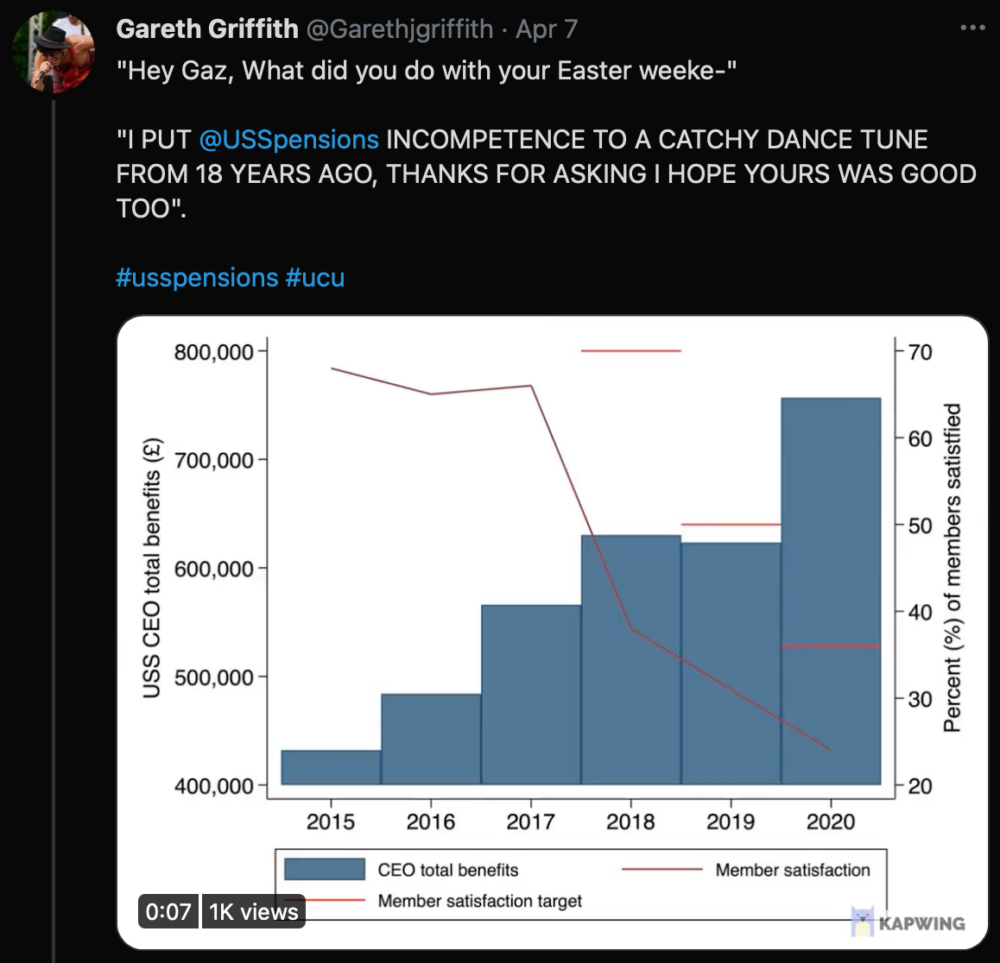 Gareth Griffith @Garethjgriffith · Apr 7
"Hey Gaz, What did you do with your Easter weeke-"
"I PUT @USSpensions INCOMPETENCE TO A CATCHY DANCE TUNE
FROM 18 YEARS AGO, THANKS FOR ASKING I HOPE YOURS WAS GOOD
TOO".
#usspensions #ucu
USS CEO total benefits (£)
800,000
700,000
600,000
500,000
400,000
70
60
50
40
30
20
Percent (%) of members satisfied
2015 2016 2017 2018 2019 2020
CEO total benefits
Member satisfaction
Member satisfaction target
0:07 1K views
KAPWING